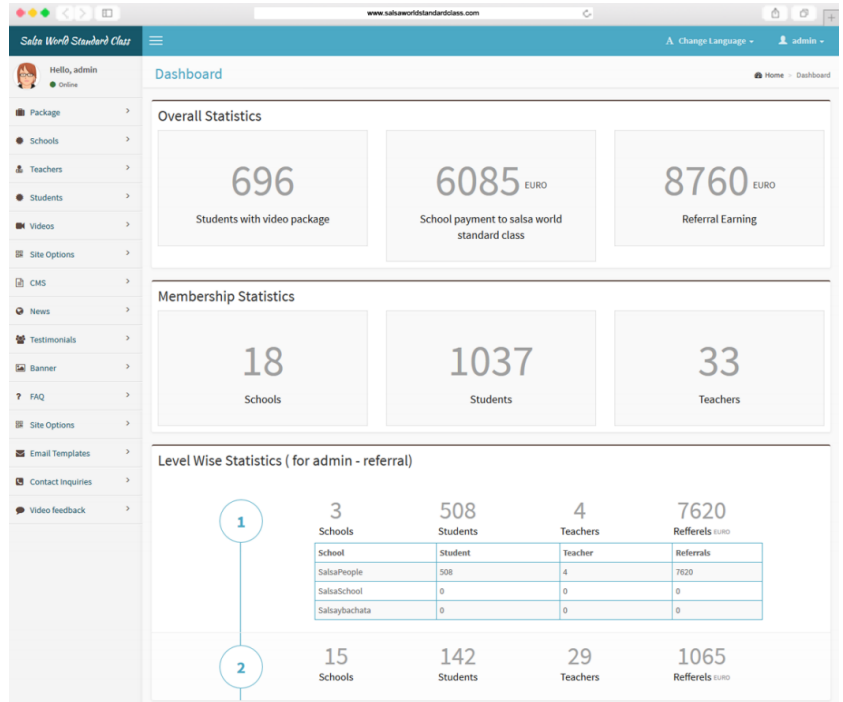 www.salsaworldstandardclass.com
Salsa World Standard Class
A Change Language
admin
Hello, admin
Online
Dashboard
Home > Dashboard
Package
Schools
Teachers
Students
Videos
Site Options
CMS
News
Testimonials
Banner
? FAQ
Site Options
Email Templates
Contact Inquiries
Video feedback
Overall Statistics
696
Students with video package
6085 EURO
School payment to salsa world
standard class
8760 EURO
Referral Earning
Membership Statistics
18
Schools
1037
Students
33
Teachers
Level Wise Statistics ( for admin - referral)
1
3 508 4 7620
Schools Students Teachers Refferels EURO
School Student Teacher Referrals
SalsaPeople 508 4 7620
SalsaSchool 0 0 0
Salsaybachata 0 0 0
2
15 142 29 1065
Schools Students Teachers Refferels EURO